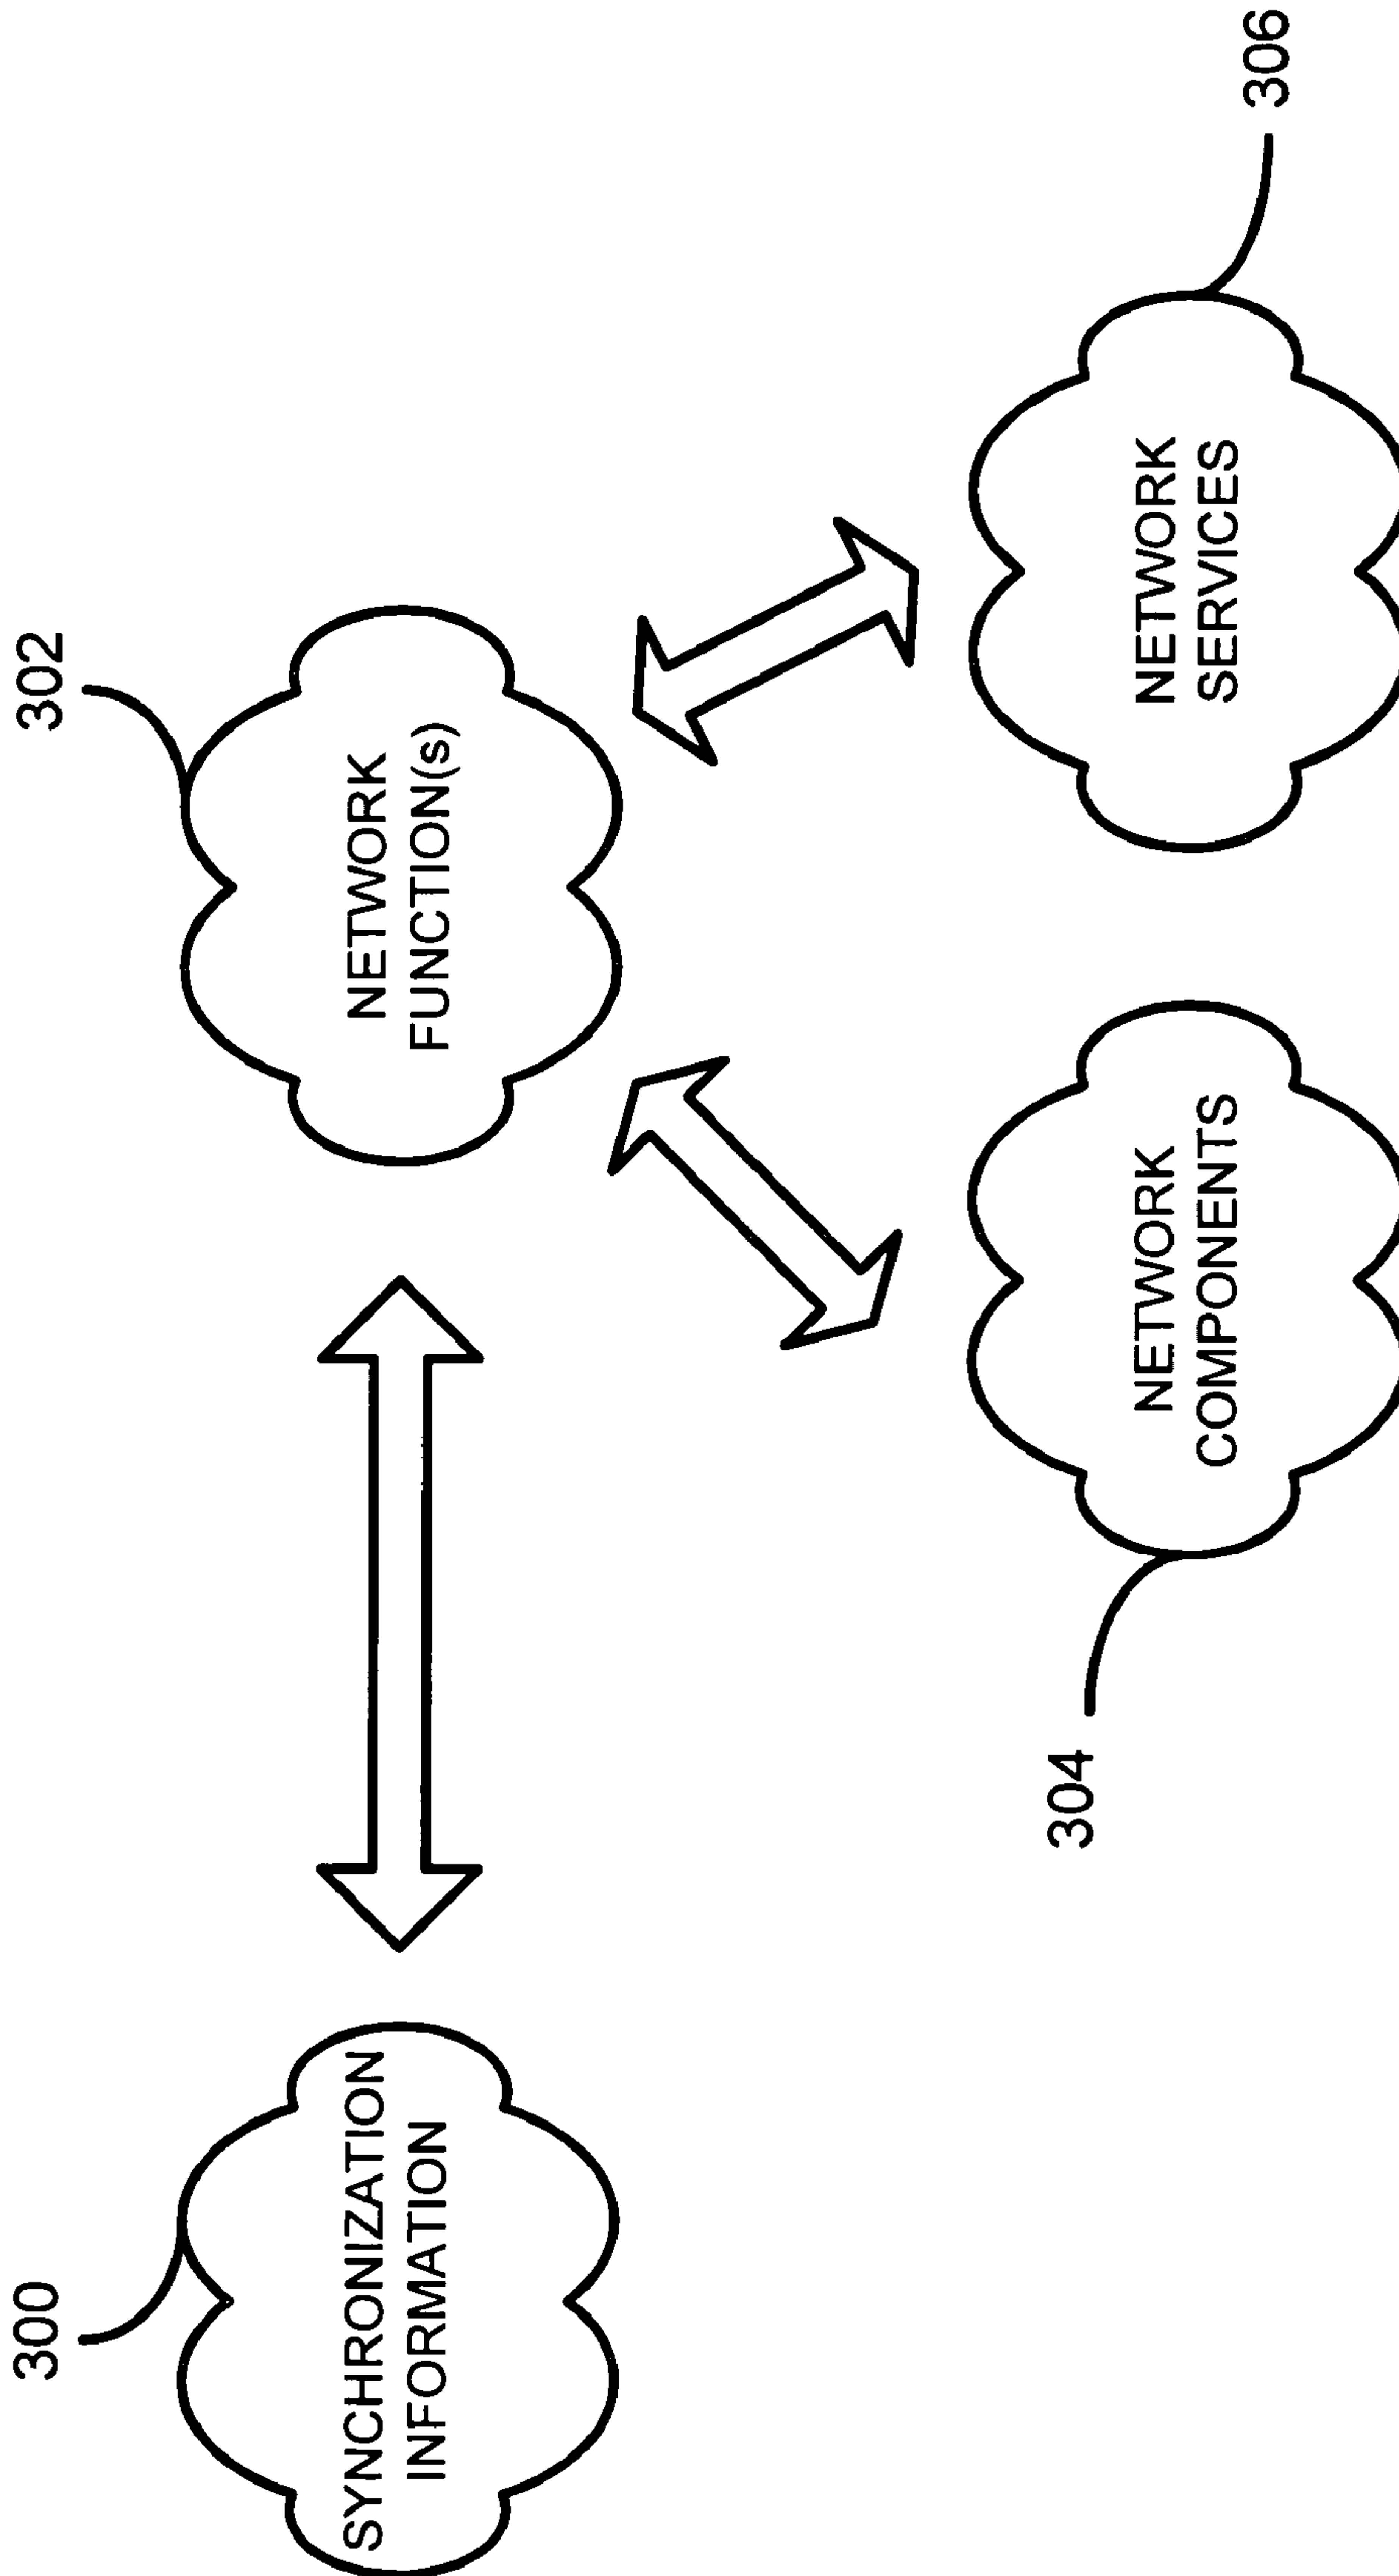 300
SYNCHRONIZATION
INFORMATION
302
NETWORK
FUNCTION(s)
304
NETWORK
COMPONENTS
NETWORK
SERVICES
306